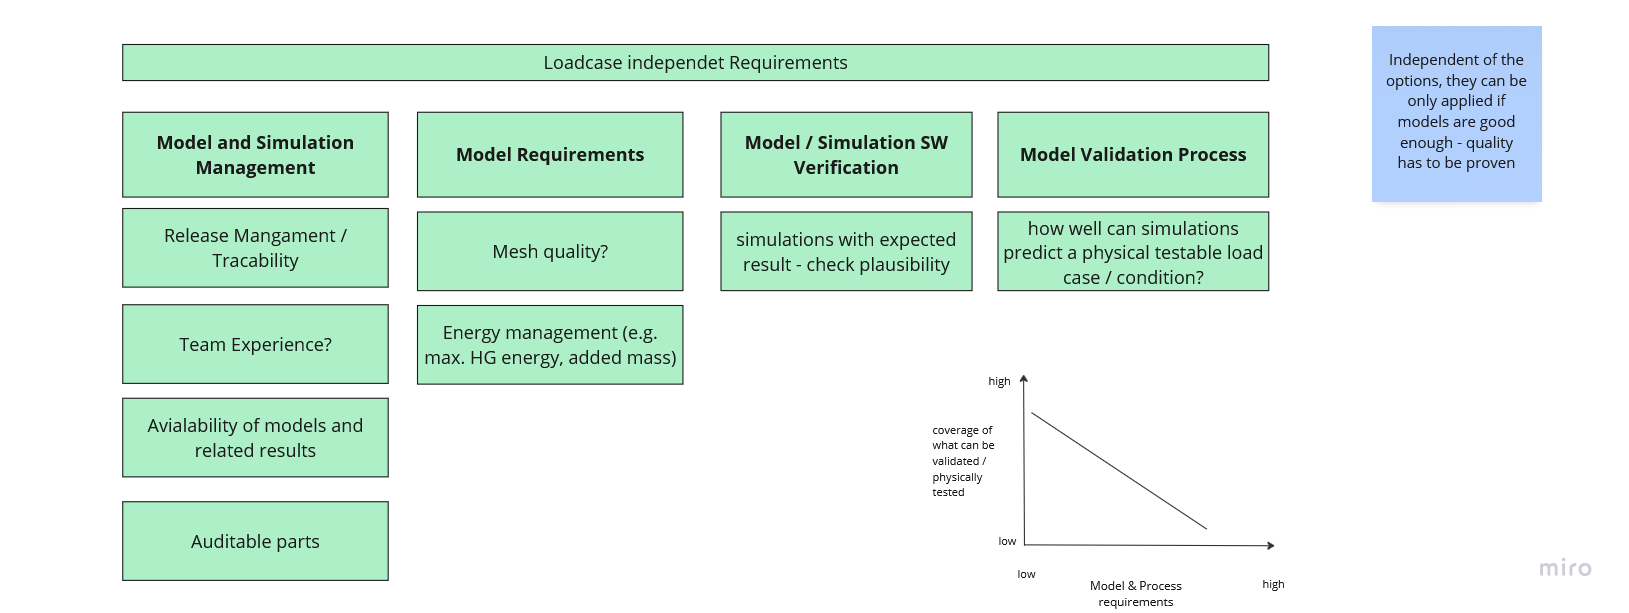 Loadcase independet Requirements
Independent of the
options, they can be
only applied if
models are good
enough - quality
has to be proven
Model and Simulation
Management
Release Mangament /
Tracability
Team Experience?
Avialability of models and
related results
Auditable parts
Model Requirements
Mesh quality?
Energy management (e.g.
max. HG energy, added mass)
Model / Simulation SW
Verification
simulations with expected
result - check plausibility
Model Validation Process
how well can simulations
predict a physical testable load
case / condition?
high
coverage of
what can be
validated /
physically
tested
low
low
Model & Process
requirements
high
miro